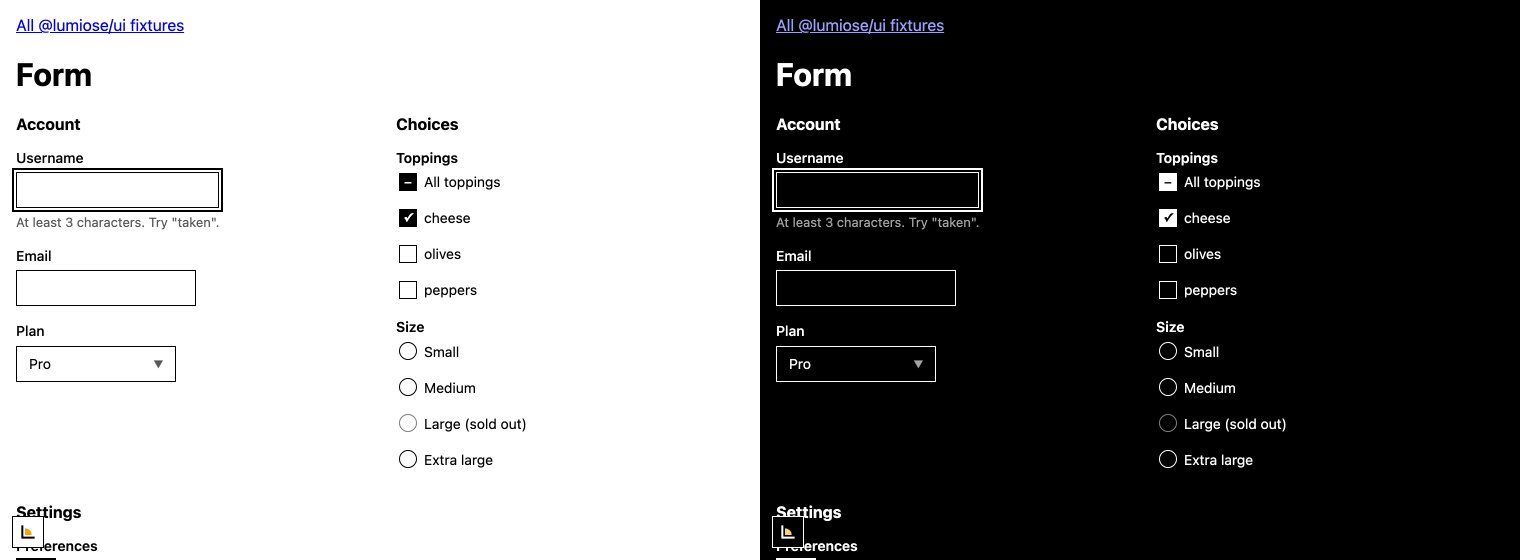 All @lumiose/ui fixtures
Form
Account
Username
At least 3 characters. Try "taken".
Email
Plan
Pro
Choices
Toppings
All toppings
cheese
olives
peppers
Size
Small
Medium
Large (sold out)
Extra large
Settings
Preferences
All @lumiose/ui fixtures
Form
Account
Username
At least 3 characters. Try "taken".
Email
Plan
Pro
Choices
Toppings
All toppings
cheese
olives
peppers
Size
Small
Medium
Large (sold out)
Extra large
Settings
Preferences